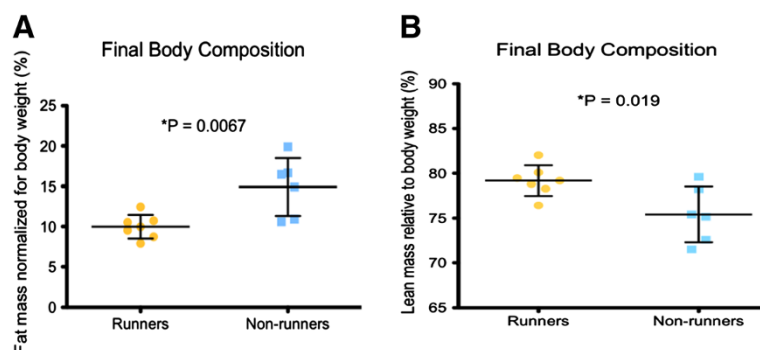 A
Final Body Composition
Fat mass normalized for body weight (%)
25
20
15
10
5
0
*P = 0.0067
Runners
Non-runners
B
Final Body Composition
Lean mass relative to body weight (%)
90
85
80
75
70
65
*P = 0.019
Runners
Non-runners